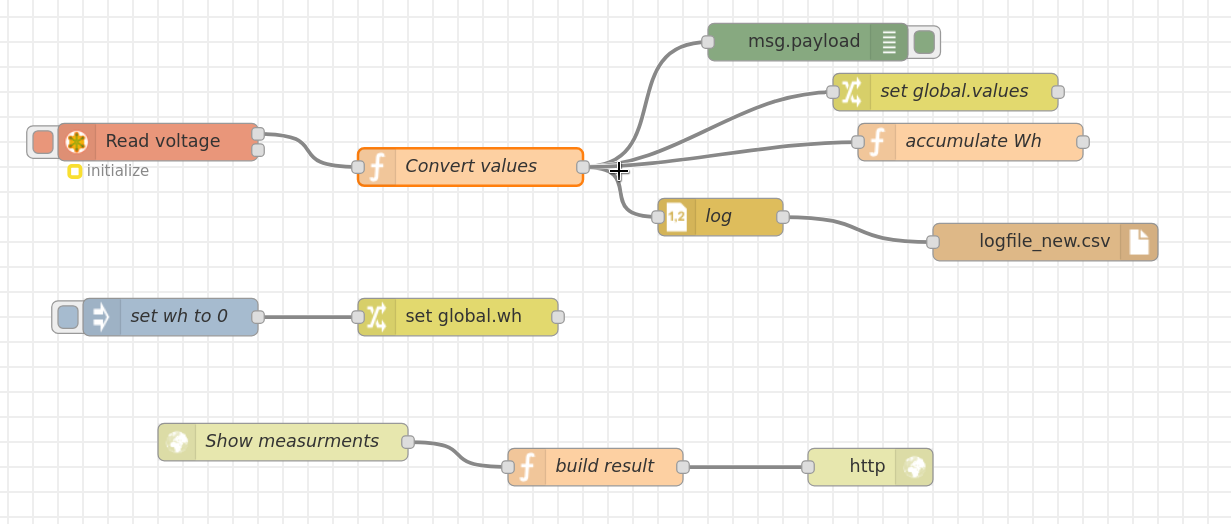 msg.payload
set global.values
Read voltage
accumulate Wh
Convert values
initialize
1,2
log
logfile_new.csv
set wh to 0
set global.wh
Show measurments
build result
http